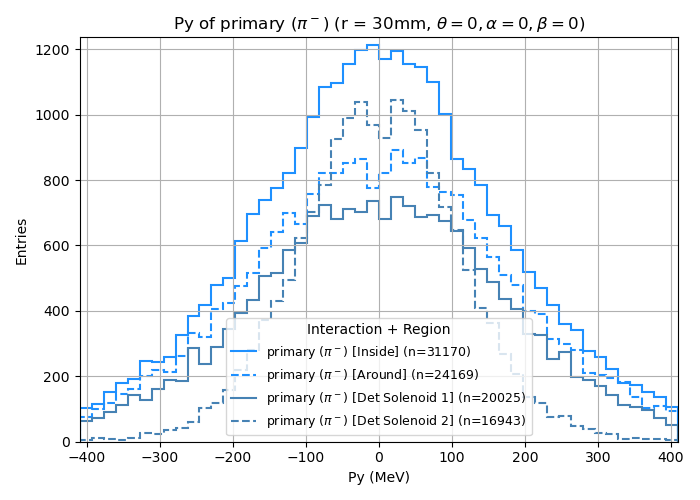 Py of primary (π⁻) (r = 30mm, θ = 0, α = 0, β = 0)
Entries
1200
1000
800
600
400
200
0
Interaction + Region
primary (π⁻) [Inside] (n=31170)
primary (π⁻) [Around] (n=24169)
primary (π⁻) [Det Solenoid 1] (n=20025)
primary (π⁻) [Det Solenoid 2] (n=16943)
−400 −300 −200 −100 0 100 200 300 400
Py (MeV)